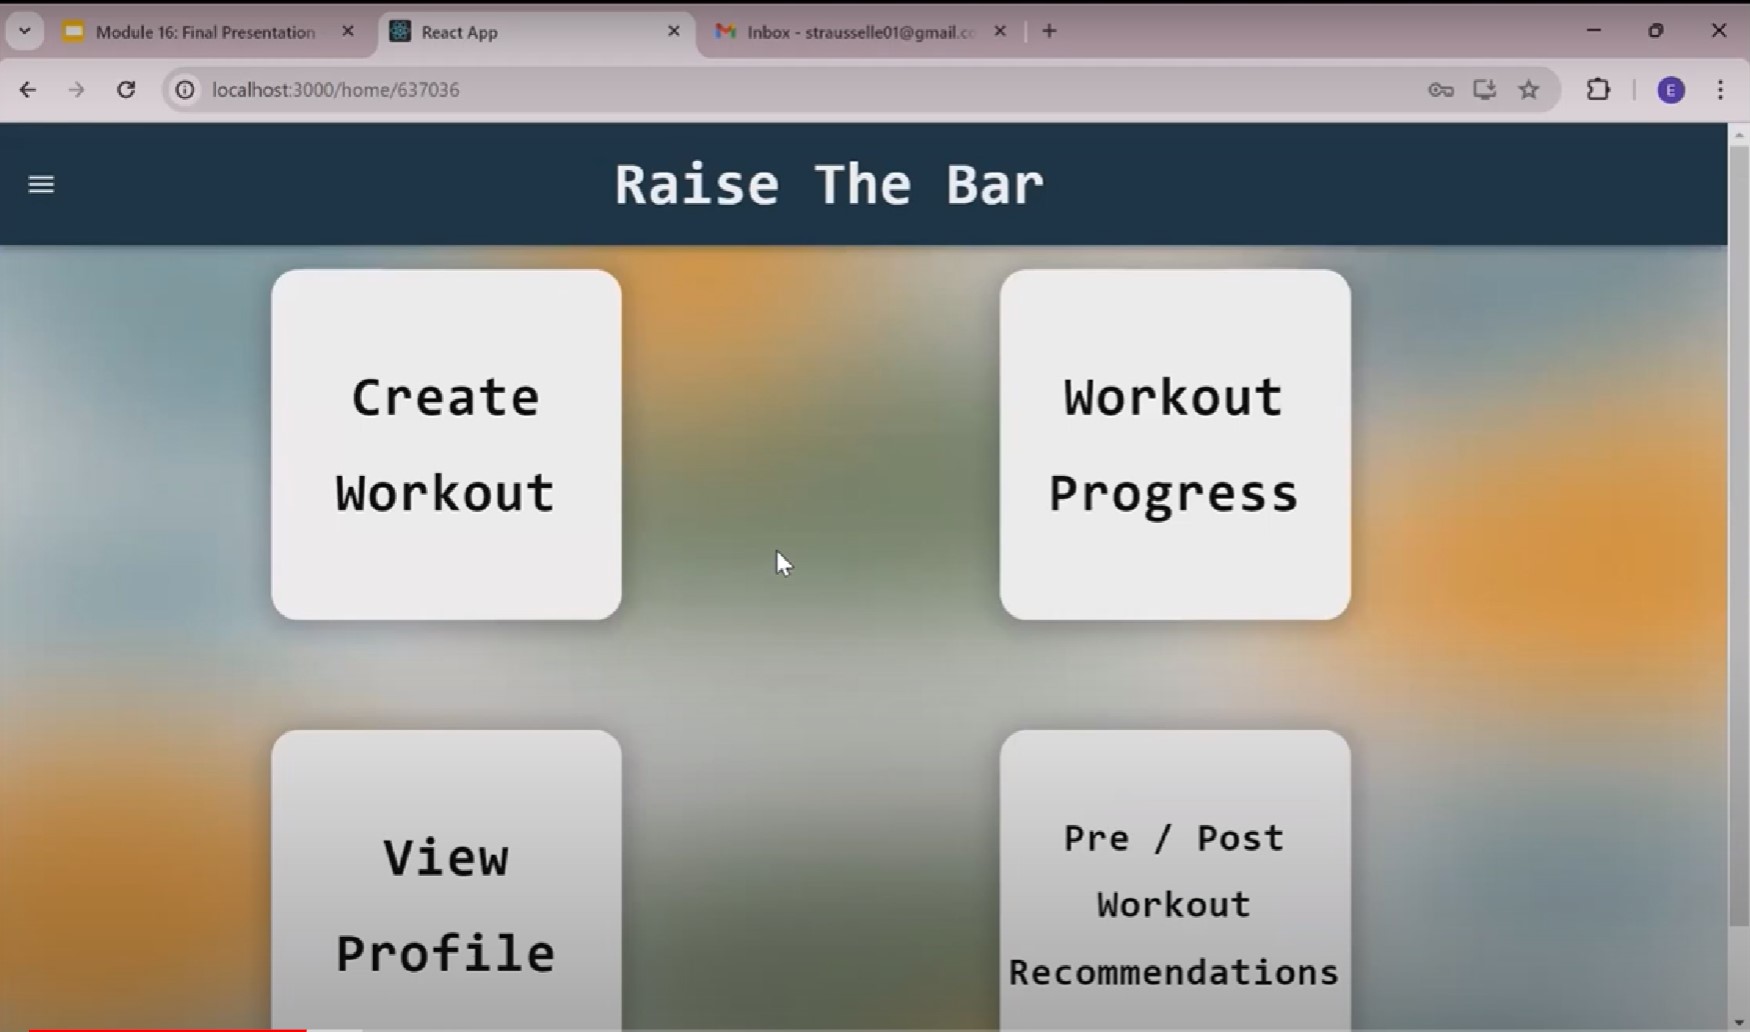 Module 16: Final Presentation
React App
Inbox - strausselle01@gmail.co
localhost:3000/home/637036
E
Raise The Bar
Create
Workout
Workout
Progress
View
Profile
Pre / Post
Workout
Recommendations